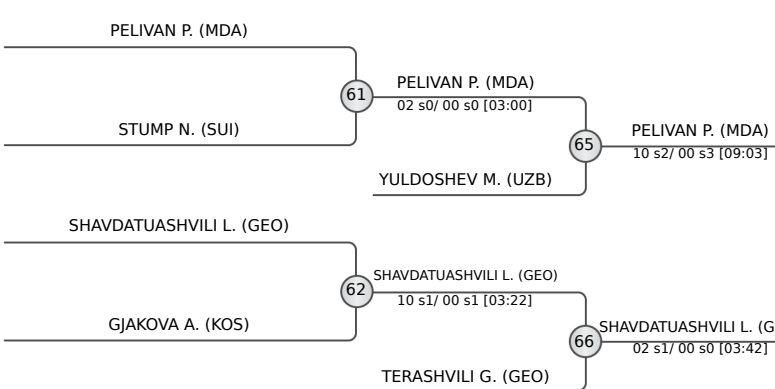 PELIVAN P. (MDA)
61
PELIVAN P. (MDA)
02 s0/ 00 s0 [03:00]
STUMP N. (SUI)
65
PELIVAN P. (MDA)
10 s2/ 00 s3 [09:03]
YULDOSHEV M. (UZB)
SHAVDATUASHVILI L. (GEO)
62
SHAVDATUASHVILI L. (GEO)
10 s1/ 00 s1 [03:22]
GJAKOVA A. (KOS)
66
SHAVDATUASHVILI L. (G
02 s1/ 00 s0 [03:42]
TERASHVILI G. (GEO)